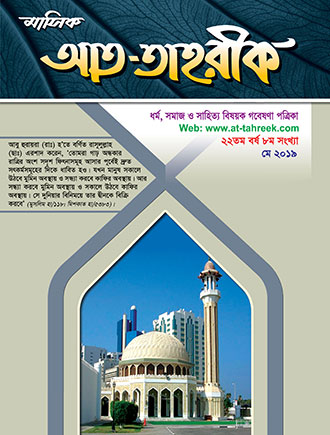 মাসিক
আত-তাহরীক
ধর্ম, সমাজ ও সাহিত্য বিষয়ক গবেষণা পত্রিকা
Web: www.at-tahreek.com
২২তম বর্ষ ৮ম সংখ্যা
মে ২০১৯
আবু হুরায়রা (রাঃ) হ'তে বর্ণিত রাসূলুল্লাহ
(ছাঃ) এরশাদ করেন, 'তোমরা গাঢ় অন্ধকার
রাত্রির অংশ সদৃশ ফিৎনাসমূহ আসার পূর্বেই দ্রুত
সৎকর্মসমূহের দিকে ধাবিত হও। যখন মানুষ সকালে
উঠবে মুমিন অবস্থায় ও সন্ধ্যা করবে কাফির অবস্থায়। আর
সন্ধ্যা করবে মুমিন অবস্থায় ও সকালে উঠবে কাফির
অবস্থায়। সে দুনিয়ার বিনিময়ে তার দ্বীনকে বিক্রি
করবে' (মুসলিম হা/১১৮; মিশকাত হা/৫৩৮৩)।